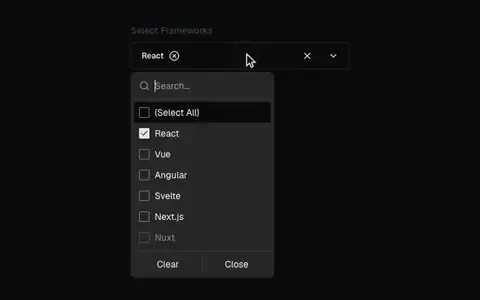 Select Frameworks
React
Search...
(Select All)
React
Vue
Angular
Svelte
Next.js
Nuxt
Clear Close